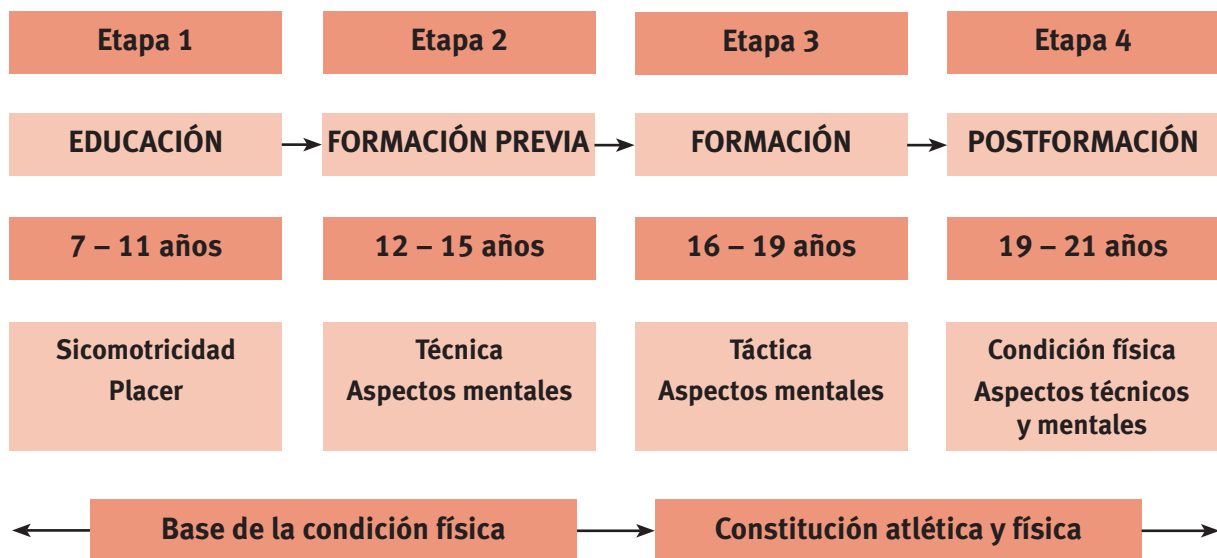 Etapa 1
Etapa 2
Etapa 3
Etapa 4
EDUCACIÓN
FORMACIÓN PREVIA
FORMACIÓN
POSTFORMACIÓN
7 – 11 años
12 – 15 años
16 – 19 años
19 – 21 años
Sicomotricidad
Placer
Técnica
Aspectos mentales
Táctica
Aspectos mentales
Condición física
Aspectos técnicos
y mentales
Base de la condición física
Constitución atlética y física